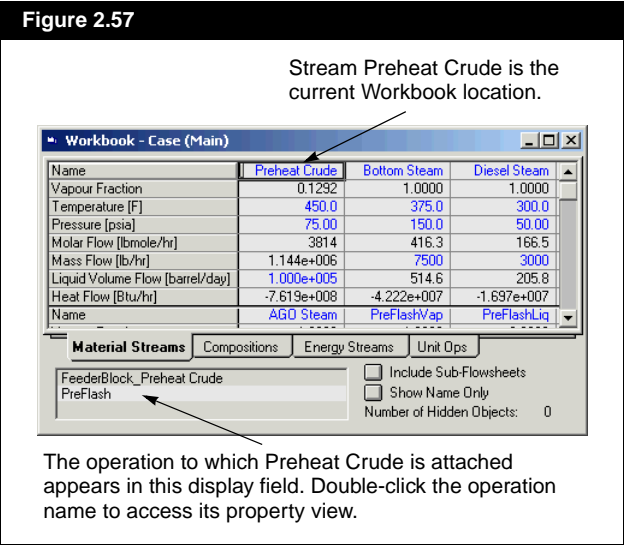 Figure 2.57
Stream Preheat Crude is the
current Workbook location.
Workbook - Case (Main)
Name Preheat Crude Bottom Steam Diesel Steam
Vapour Fraction 0.1292 1.0000 1.0000
Temperature [F] 450.0 375.0 300.0
Pressure [psia] 75.00 150.0 50.00
Molar Flow [lbmole/hr] 3814 416.3 166.5
Mass Flow [lb/hr] 1.144e+006 7500 3000
Liquid Volume Flow [barrel/day] 1.000e+005 514.6 205.8
Heat Flow [Btu/hr] -7.619e+008 -4.222e+007 -1.697e+007
Name AGO Steam PreFlashVap PreFlashLiq
Material Streams Compositions Energy Streams Unit Ops
FeederBlock_Preheat Crude
PreFlash
Include Sub-Flowsheets
Show Name Only
Number of Hidden Objects: 0
The operation to which Preheat Crude is attached
appears in this display field. Double-click the operation
name to access its property view.